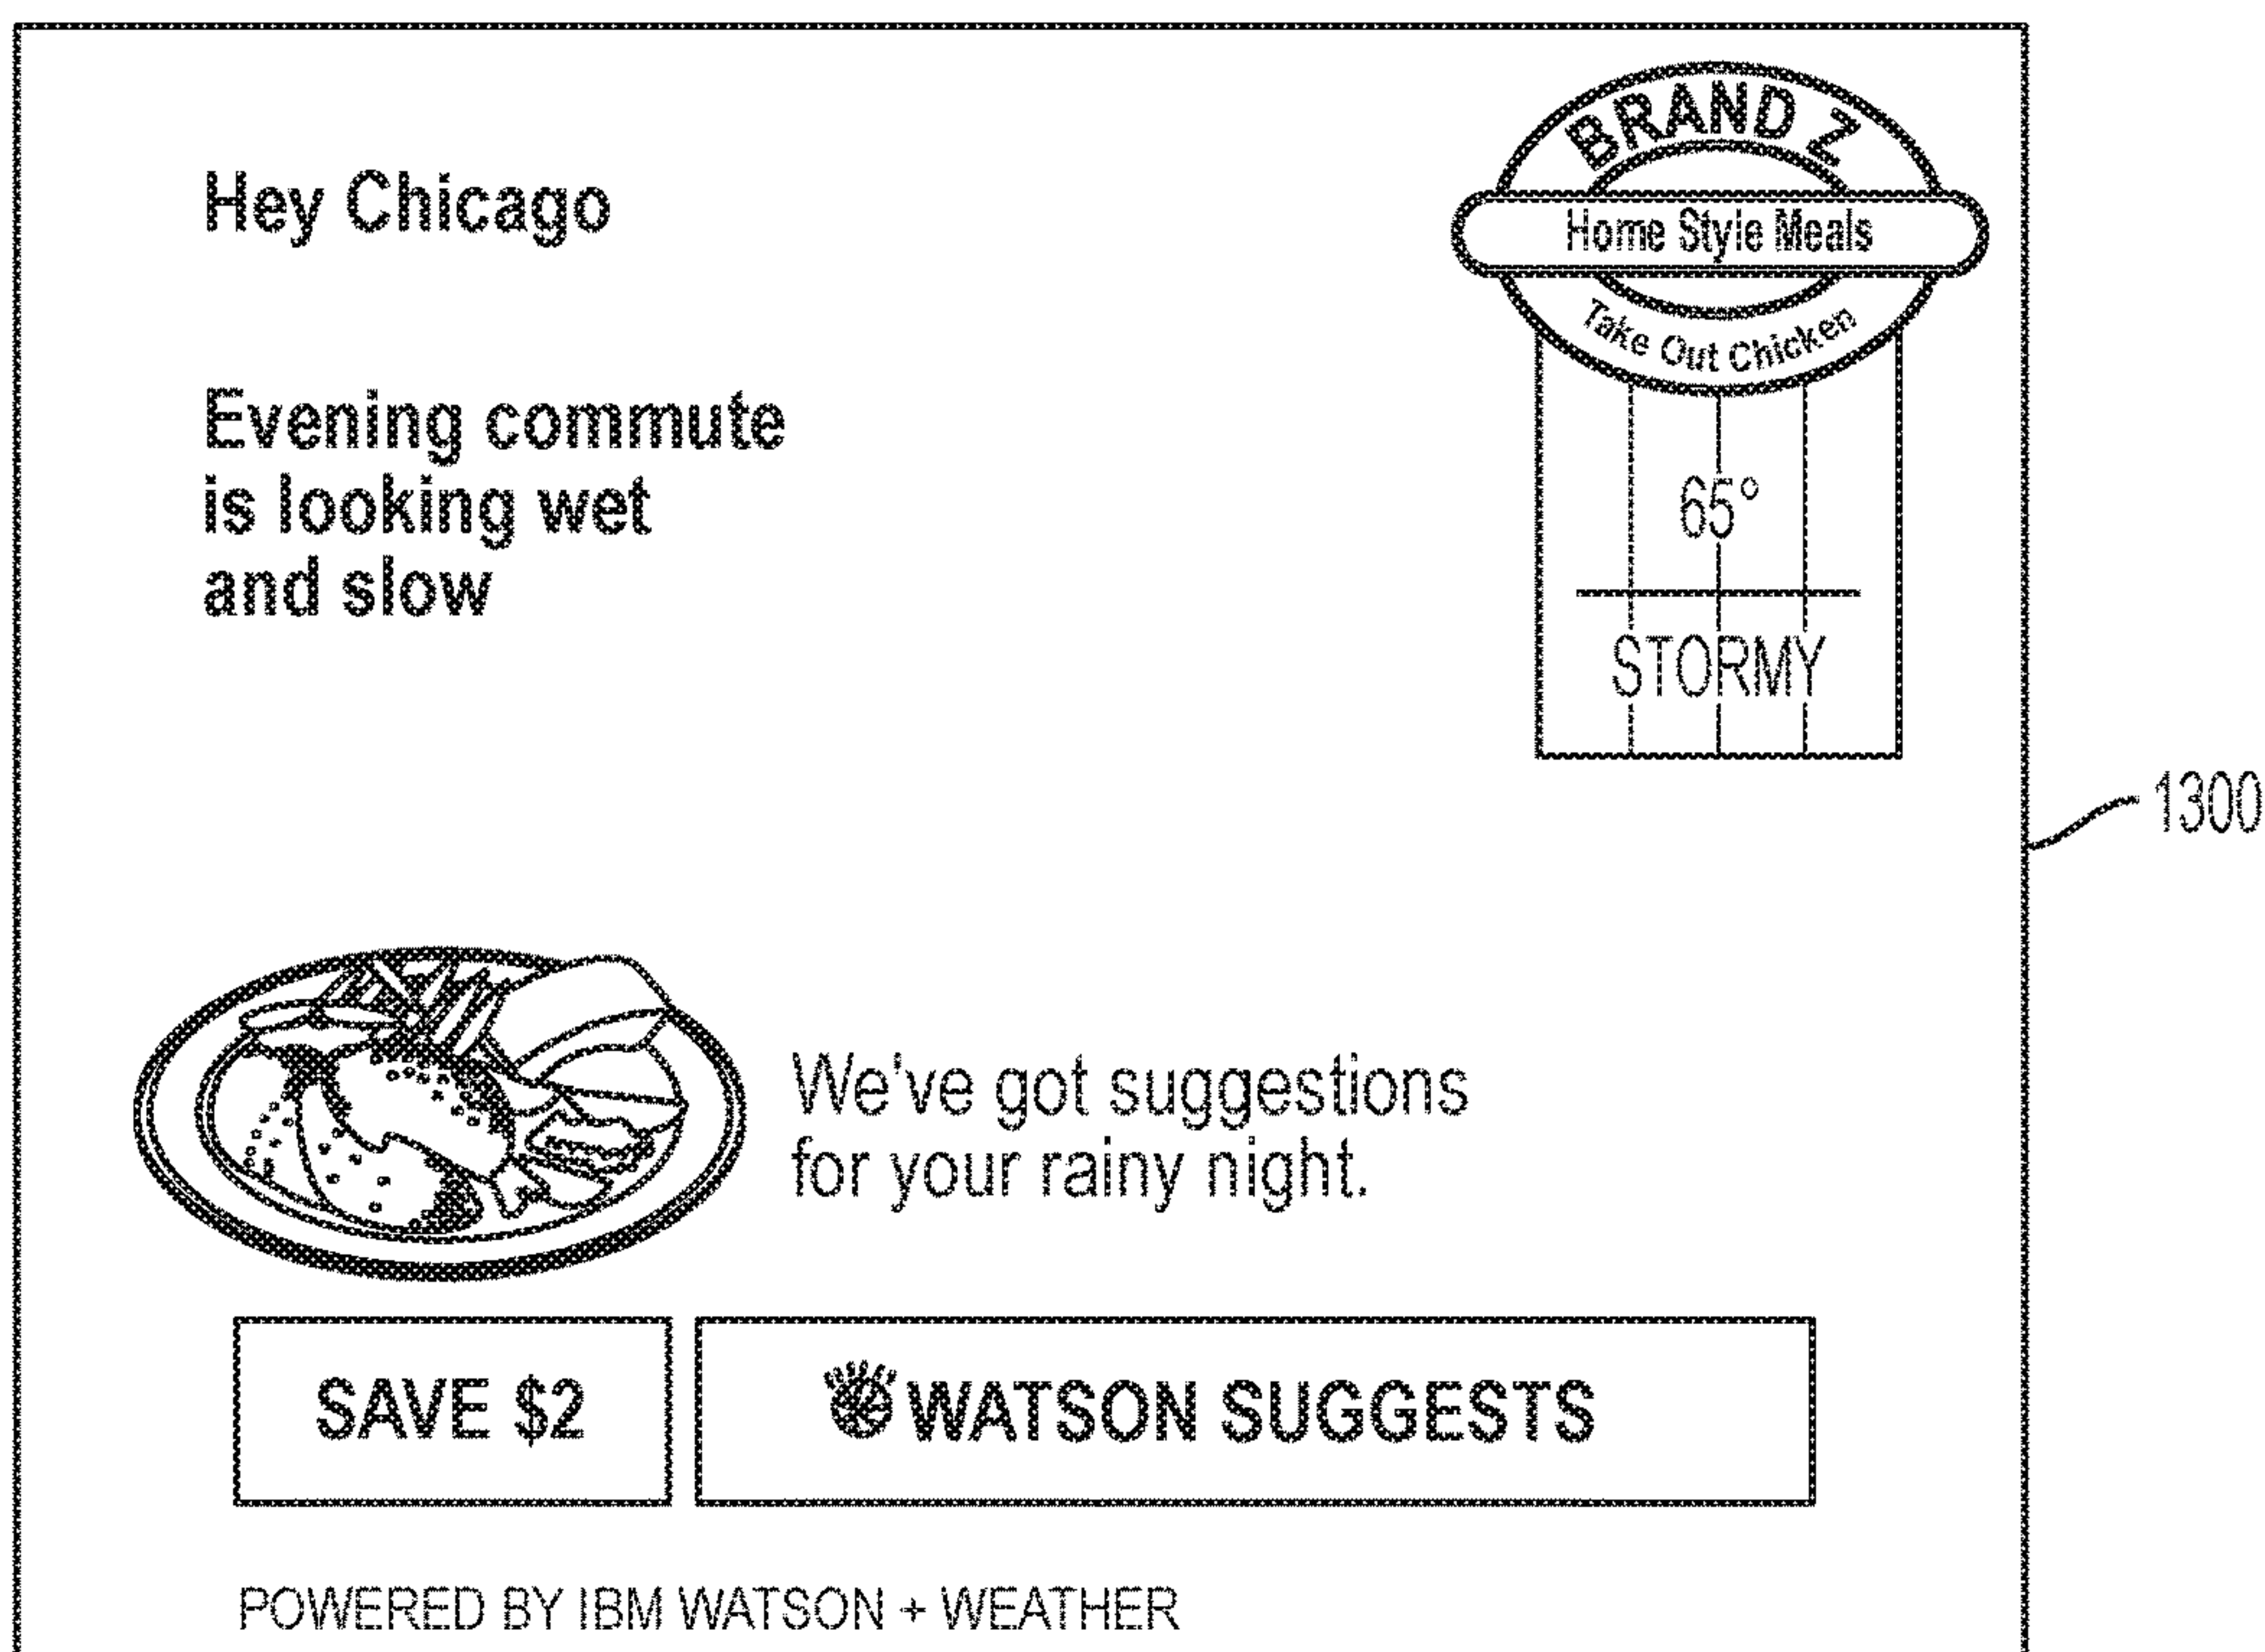 Hey Chicago
BRAND Z
Home Style Meals
Take Out Chicken
Evening commute
is looking wet
and slow
65°
STORMY
1300
We've got suggestions
for your rainy night.
SAVE $2
WATSON SUGGESTS
POWERED BY IBM WATSON + WEATHER